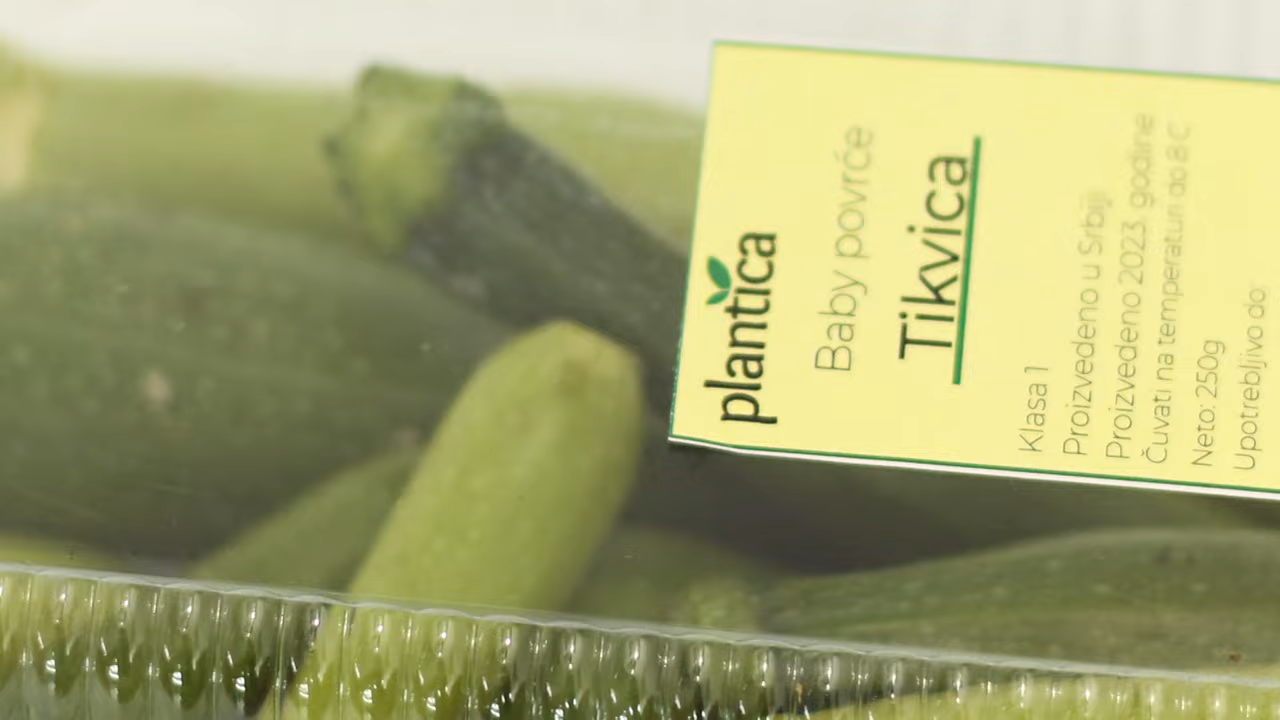 plantica
Baby povrće
Tikvica
Klasa 1
Proizvedeno u Srbiji
Proizvedeno 2023 godine
Čuvati na temperaturi do 8 C
Neto: 250g
Upotrebljivo do